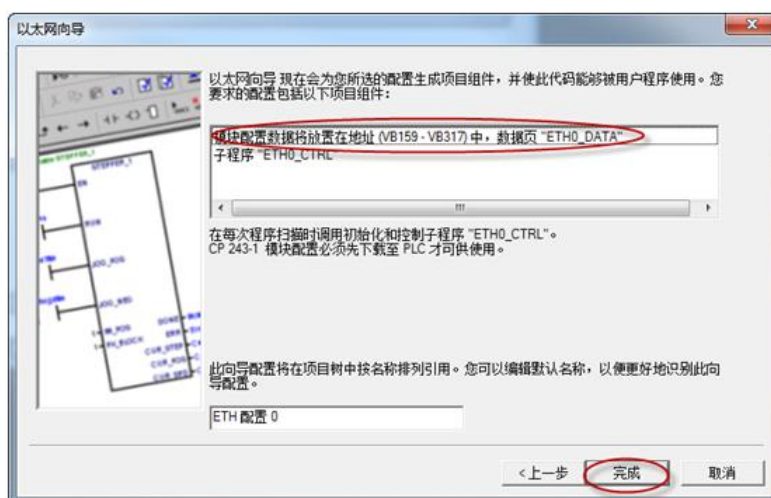 以太网向导
以太网向导 现在会为您所选的配置生成项目组件，并使此代码能够被用户程序使用。您
要求的配置包括以下项目组件：
模块配置数据将放置在地址 (VB159 - VB317) 中，数据页 "ETH0_DATA"
子程序 "ETH0_CTRL"
在每次程序扫描时调用初始化和控制子程序 "ETH0_CTRL"。
CP 243-1 模块配置必须先下载至 PLC 才可供使用。
STEPPER_1
EN
RUN
JOG_POS
JOG_NEG
DONE
ERR
此向导配置将在项目树中按名称排列引用。您可以编辑默认名称，以便更好地识别此向
导配置。
ETH 配置 0
<上一步
完成
取消